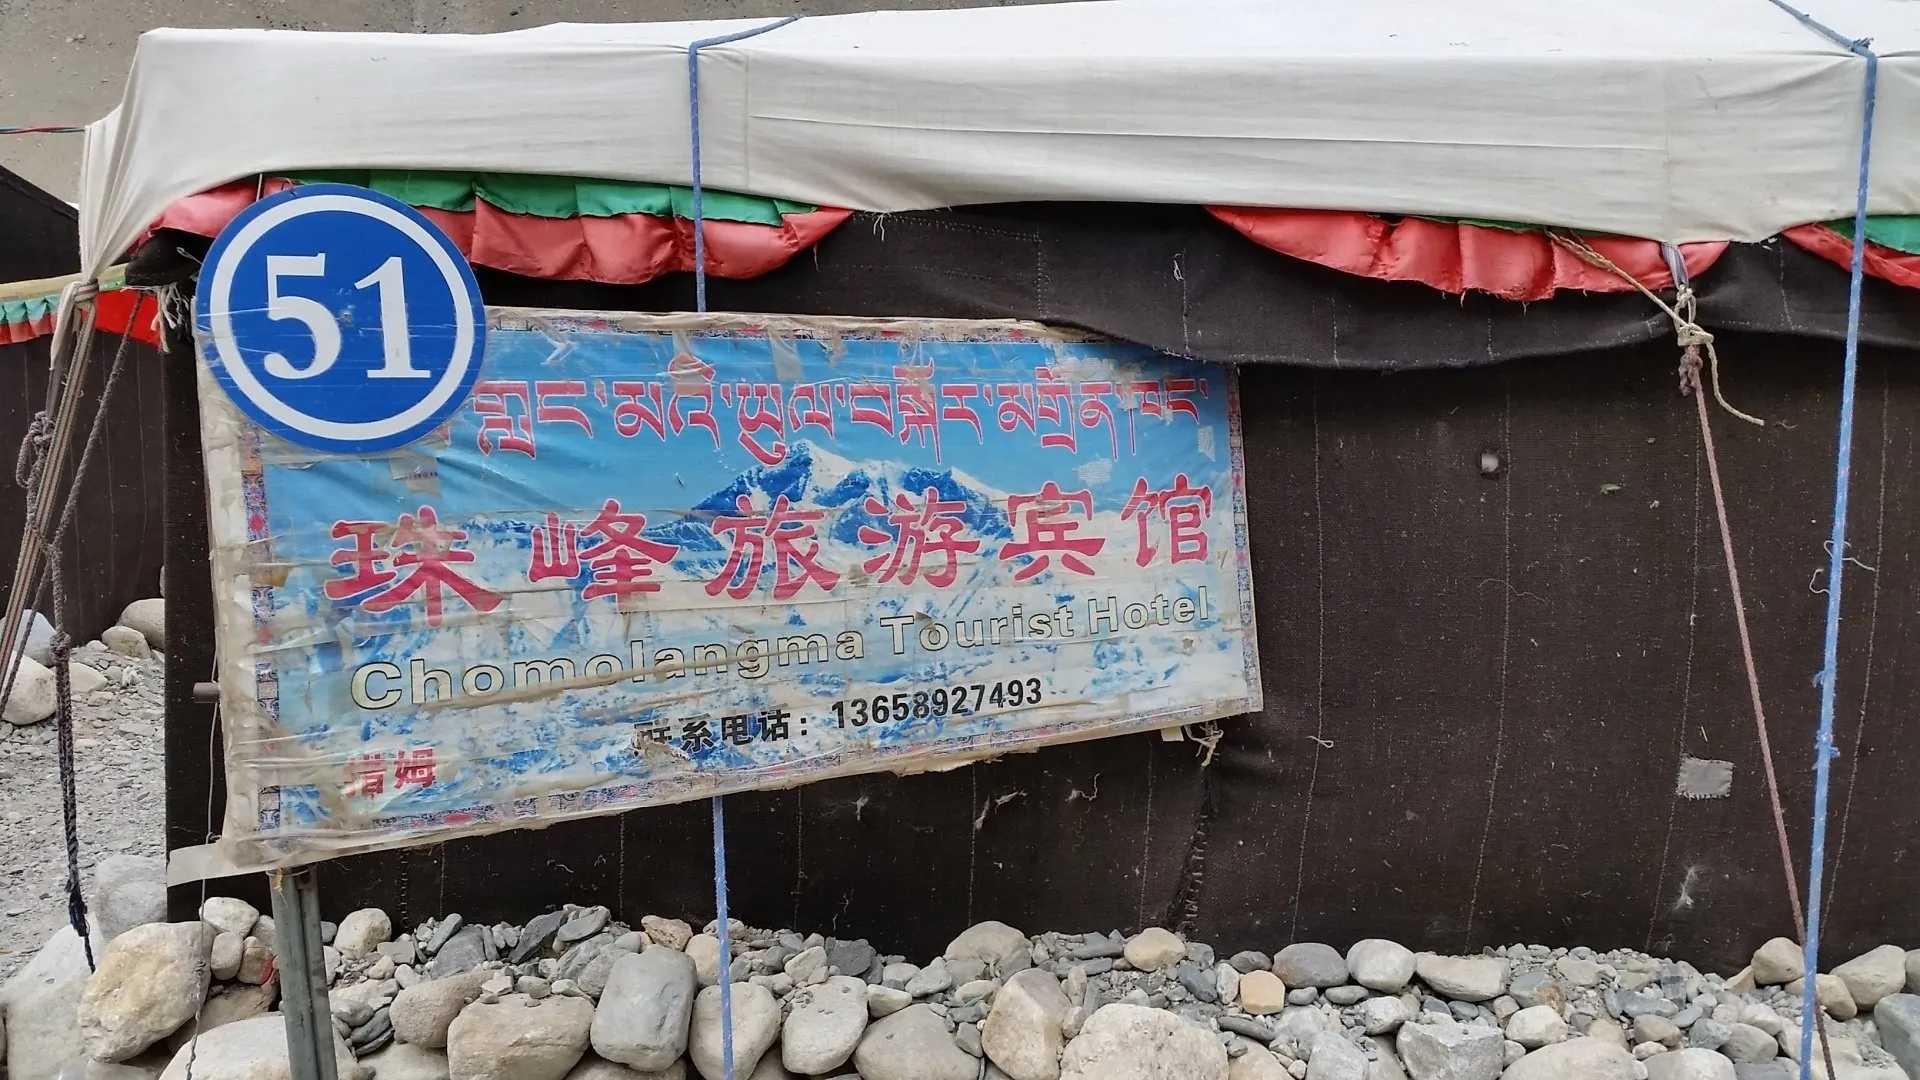 51
གླང་མའི་ཡུལ་བསྐོར་མགྲོན་ཁང་
珠峰旅游宾馆
Chomolangma Tourist Hotel
联系电话：13658927493
措姆